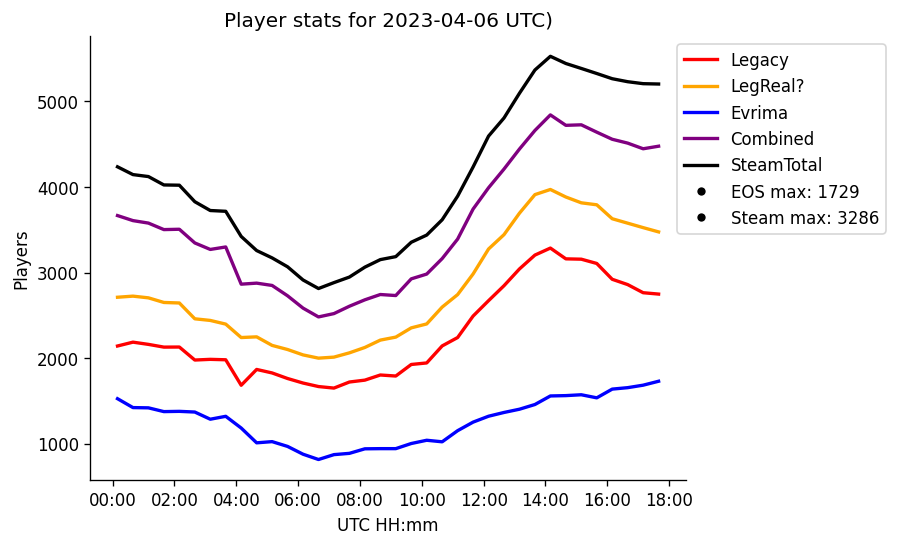 Player stats for 2023-04-06 UTC)
Players
5000
4000
3000
2000
1000
00:00 02:00 04:00 06:00 08:00 10:00 12:00 14:00 16:00 18:00
UTC HH:mm
Legacy
LegReal?
Evrima
Combined
SteamTotal
EOS max: 1729
Steam max: 3286